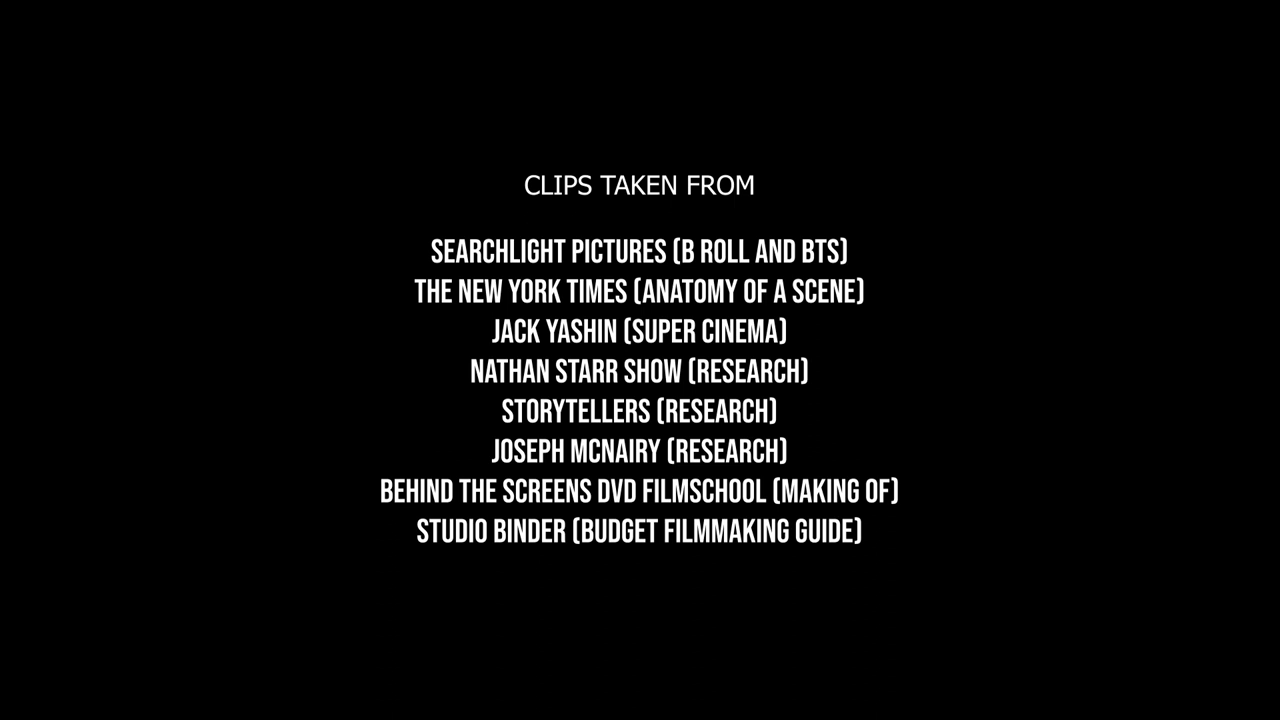 CLIPS TAKEN FROM
SEARCHLIGHT PICTURES (B ROLL AND BTS)
THE NEW YORK TIMES (ANATOMY OF A SCENE)
JACK YASHIN (SUPER CINEMA)
NATHAN STARR SHOW (RESEARCH)
STORYTELLERS (RESEARCH)
JOSEPH MCNAIRY (RESEARCH)
BEHIND THE SCREENS DVD FILMSCHOOL (MAKING OF)
STUDIO BINDER (BUDGET FILMMAKING GUIDE)